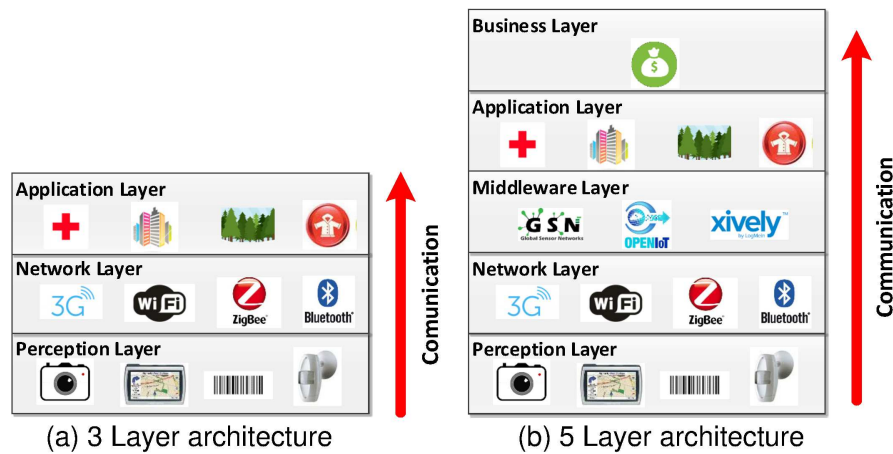 Application Layer
Network Layer
3G
WiFi
ZigBee
Bluetooth®
Perception Layer
Comunication
(a) 3 Layer architecture
Business Layer
$
Application Layer
Middleware Layer
GSN
Global Sensor Networks
OPENIoT
xively™
by LogMeIn
Network Layer
3G
WiFi
ZigBee
Bluetooth®
Perception Layer
Commmunication
(b) 5 Layer architecture